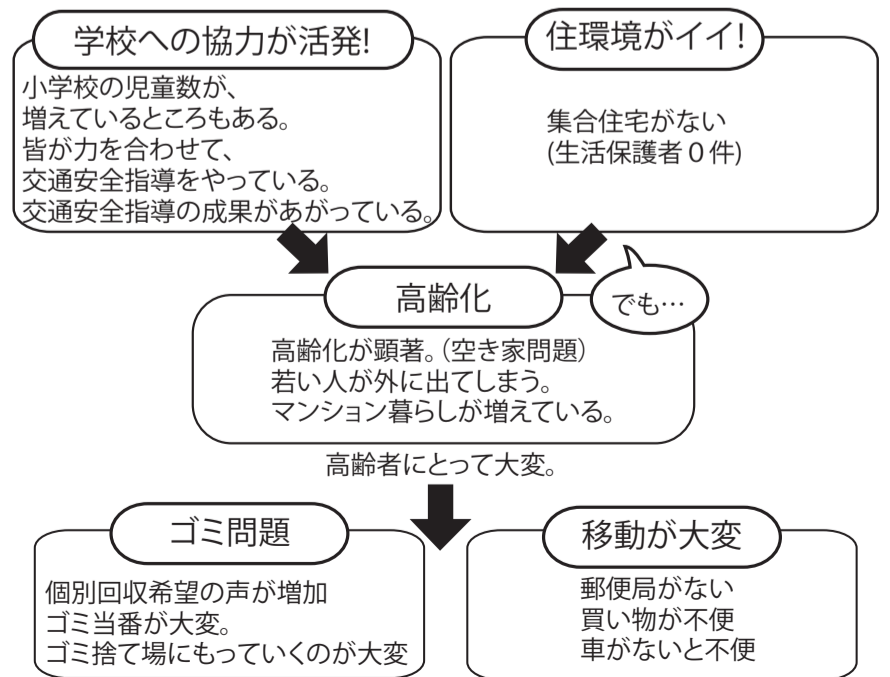 学校への協力が活発!
小学校の児童数が、
増えているところもある。
皆が力を合わせて、
交通安全指導をやっている。
交通安全指導の成果があがっている。
住環境がイイ!
集合住宅がない
(生活保護者0件)
でも…
高齢化
高齢化が顕著。(空き家問題)
若い人が外に出てしまう。
マンション暮らしが増えている。
高齢者にとって大変。
ゴミ問題
個別回収希望の声が増加
ゴミ当番が大変。
ゴミ捨て場にもっていくのが大変
移動が大変
郵便局がない
買い物が不便
車がないと不便